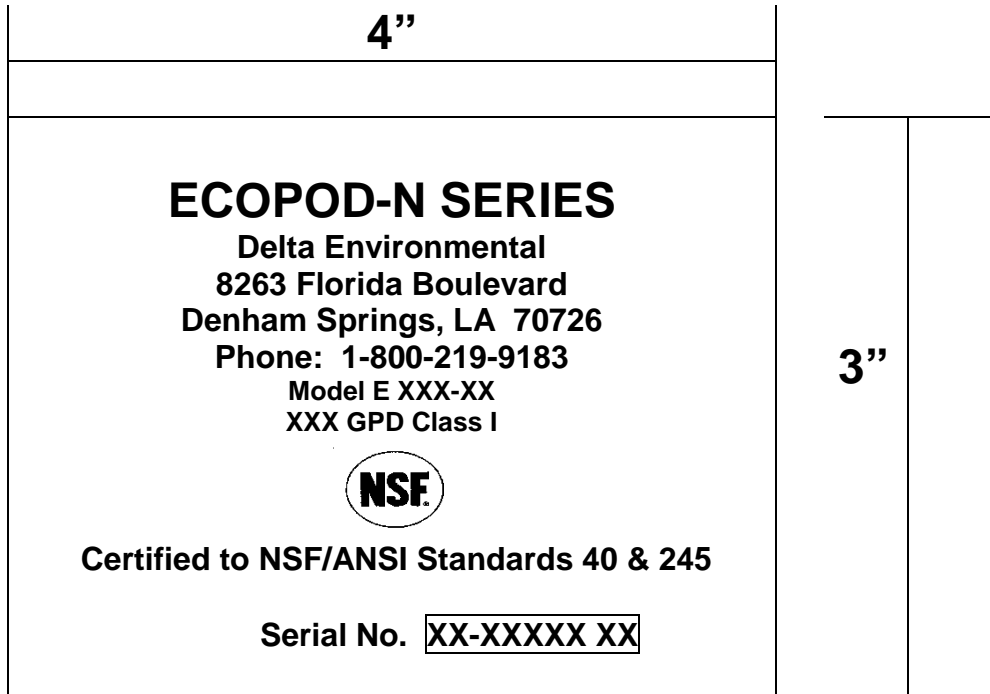 4”
ECOPOD-N SERIES
Delta Environmental
8263 Florida Boulevard
Denham Springs, LA 70726
Phone: 1-800-219-9183
3”
Model E XXX-XX
XXX GPD Class I
NSF®
Certified to NSF/ANSI Standards 40 & 245
Serial No. XX-XXXXX XX